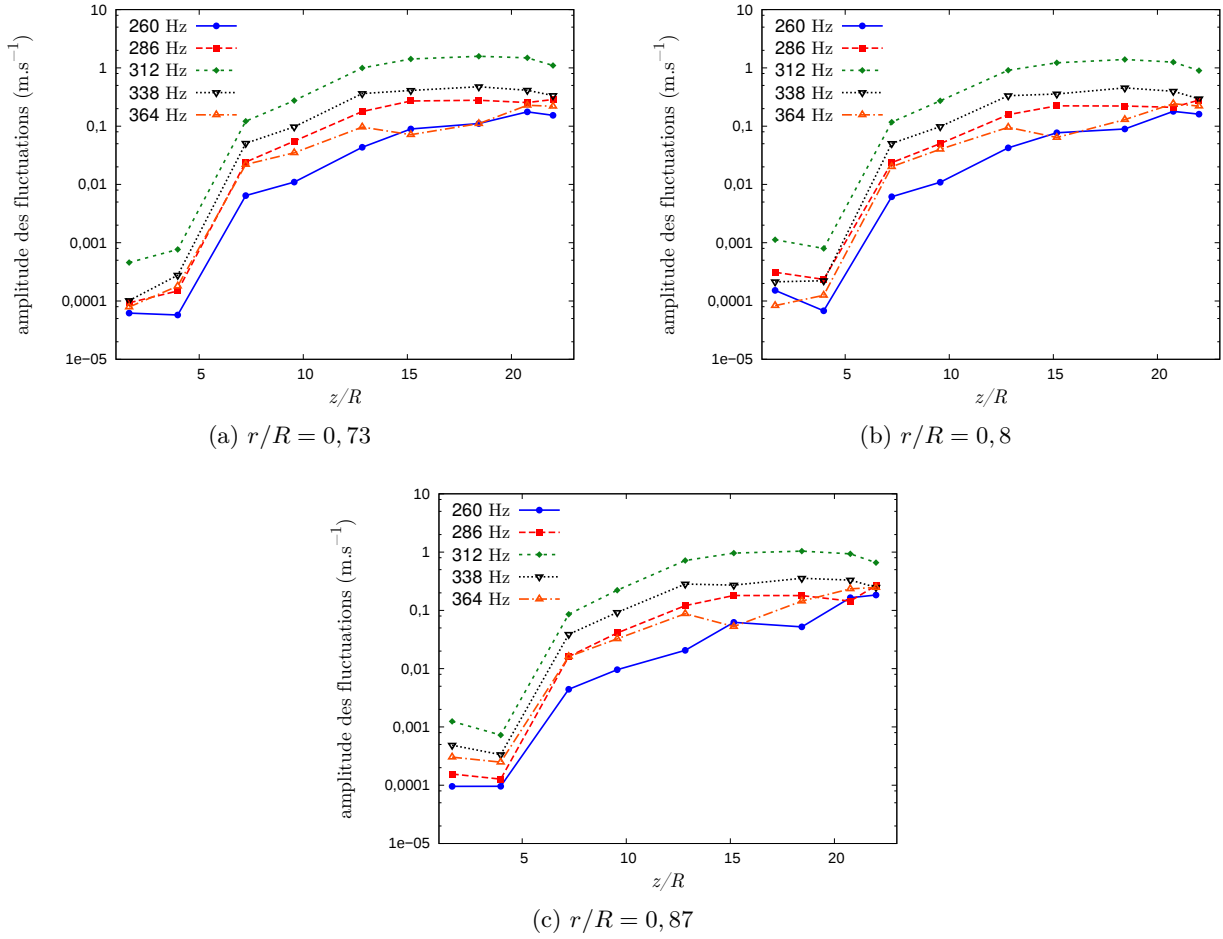 amplitude des fluctuations (m.s⁻¹)
10
1
0,1
0,01
0,001
0,0001
1e−05
260 Hz
286 Hz
312 Hz
338 Hz
364 Hz
5 10 15 20
z/R
(a) r/R = 0, 73
amplitude des fluctuations (m.s⁻¹)
10
1
0,1
0,01
0,001
0,0001
1e−05
260 Hz
286 Hz
312 Hz
338 Hz
364 Hz
5 10 15 20
z/R
(b) r/R = 0, 8
amplitude des fluctuations (m.s⁻¹)
10
1
0,1
0,01
0,001
0,0001
1e−05
260 Hz
286 Hz
312 Hz
338 Hz
364 Hz
5 10 15 20
z/R
(c) r/R = 0, 87